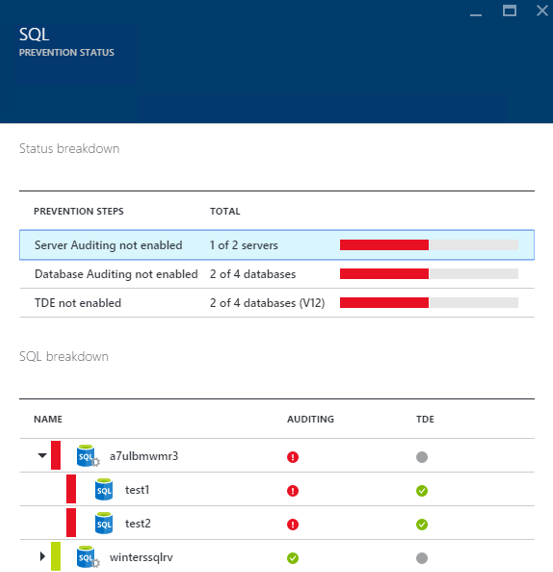 SQL
PREVENTION STATUS
Status breakdown
PREVENTION STEPS TOTAL
Server Auditing not enabled 1 of 2 servers
Database Auditing not enabled 2 of 4 databases
TDE not enabled 2 of 4 databases (V12)
SQL breakdown
NAME AUDITING TDE
SQL a7ulbmwmr3
SQL test1
SQL test2
SQL winterssqlrv